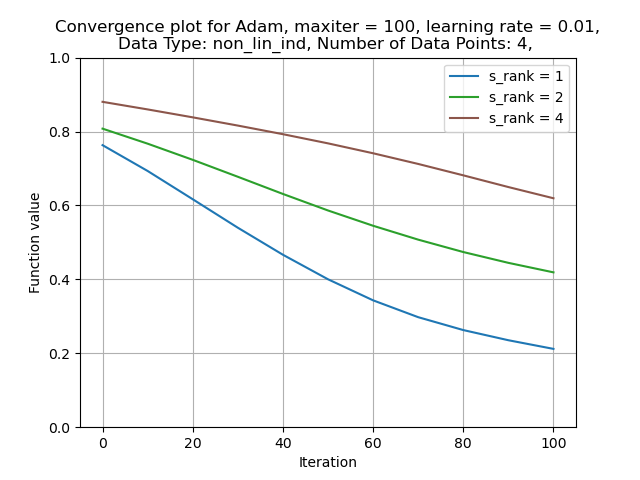 Convergence plot for Adam, maxiter = 100, learning rate = 0.01,
Data Type: non_lin_ind, Number of Data Points: 4,
1.0
0.8
0.6
0.4
0.2
0.0
Function value
s_rank = 1
s_rank = 2
s_rank = 4
0 20 40 60 80 100
Iteration